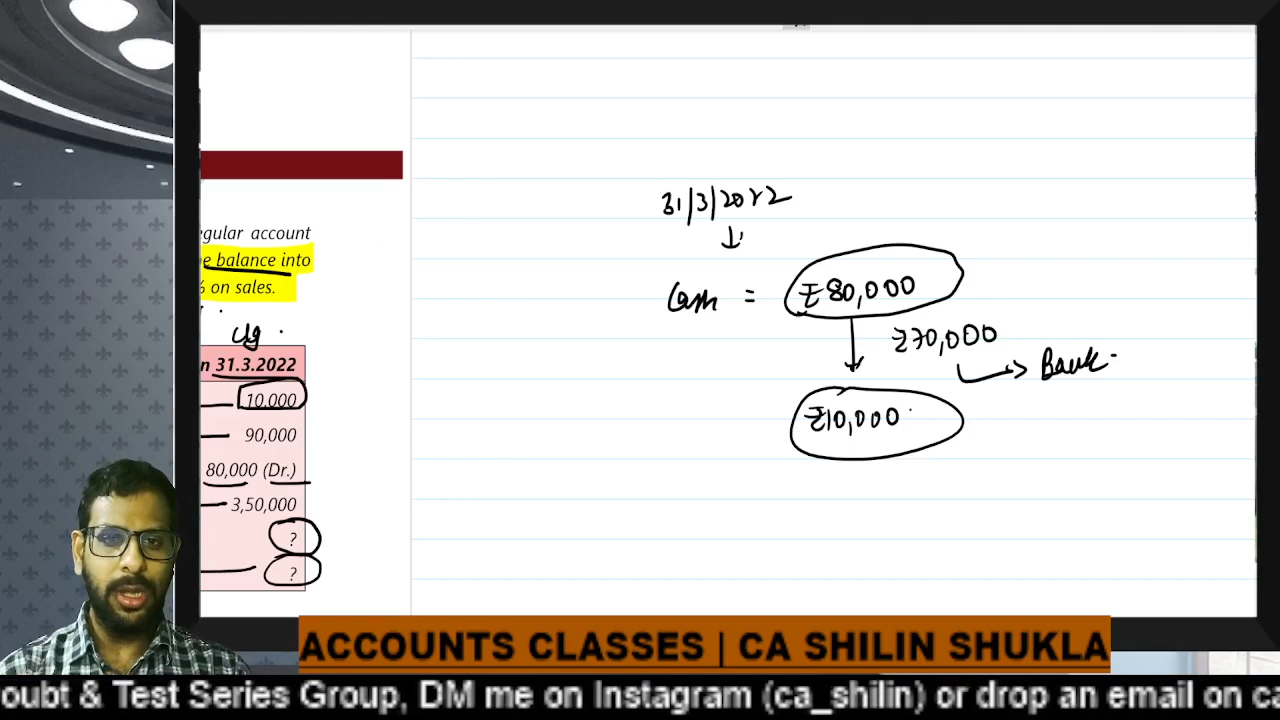 egular account
e balance into
% on sales.
n 31.3.2022
10,000
90,000
80,000 (Dr.)
3,50,000
?
?
31/3/2022
Cash = ₹80,000
₹70,000
Bank
₹10,000
ACCOUNTS CLASSES | CA SHILIN SHUKLA
oubt & Test Series Group, DM me on Instagram (ca_shilin) or drop an email on ca